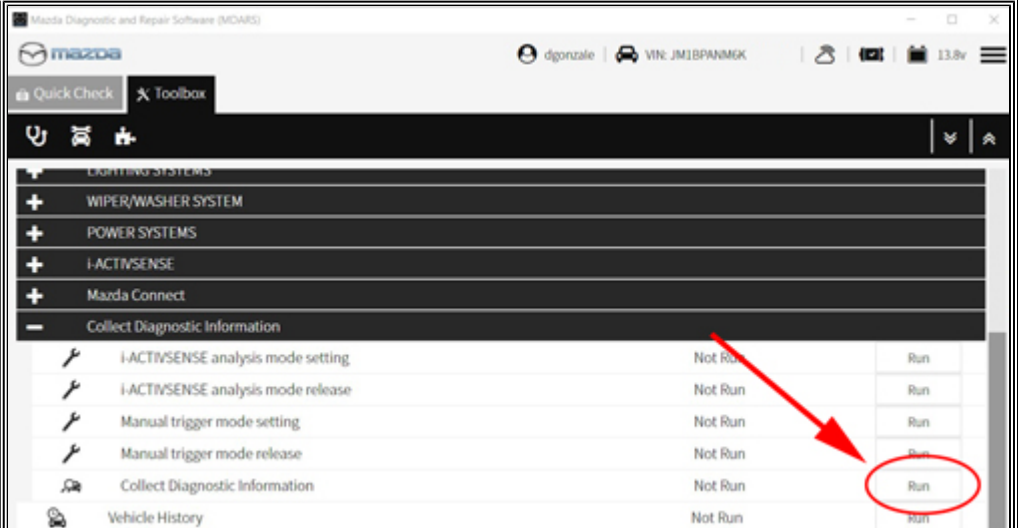 Mazda Diagnostic and Repair Software (MDARS)
mazda dgonzale VIN: JM1BPANM6K 13.8v
Quick Check Toolbox
LIGHTING SYSTEMS
WIPER/WASHER SYSTEM
POWER SYSTEMS
i-ACTIVSENSE
Mazda Connect
Collect Diagnostic Information
i-ACTIVSENSE analysis mode setting Not Run Run
i-ACTIVSENSE analysis mode release Not Run Run
Manual trigger mode setting Not Run Run
Manual trigger mode release Not Run Run
Collect Diagnostic Information Not Run Run
Vehicle History Not Run Run